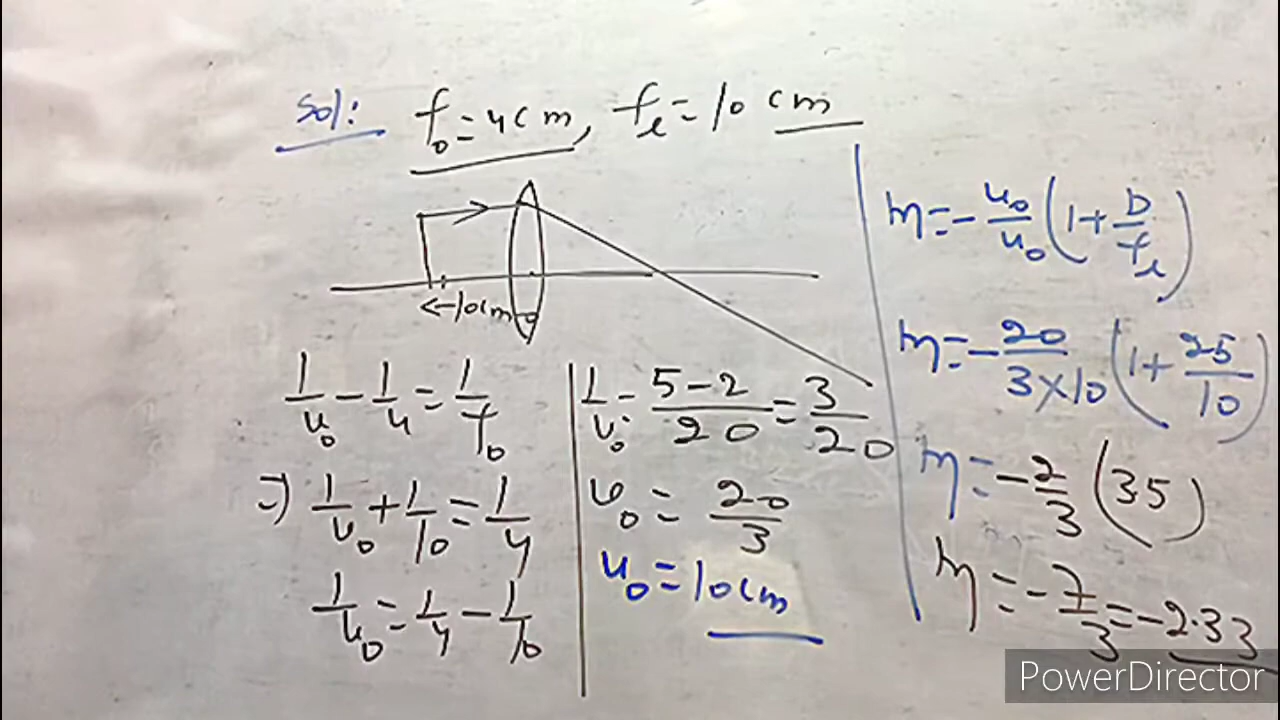 Sol: f₀ = 4cm, fₑ = 10 cm
←10cm→
1/v₀ - 1/u = 1/f₀
=) 1/v₀ + 1/10 = 1/4
1/v₀ = 1/4 - 1/10
1/v₀ = 5-2/20 = 3/20
v₀ = 20/3
u₀ = 10cm
m = - v₀/u₀ (1 + D/fₑ)
m = - 20/3×10 (1 + 25/10)
m = - 2/3 (35)
m = - 7/3 = -2.33
PowerDirector